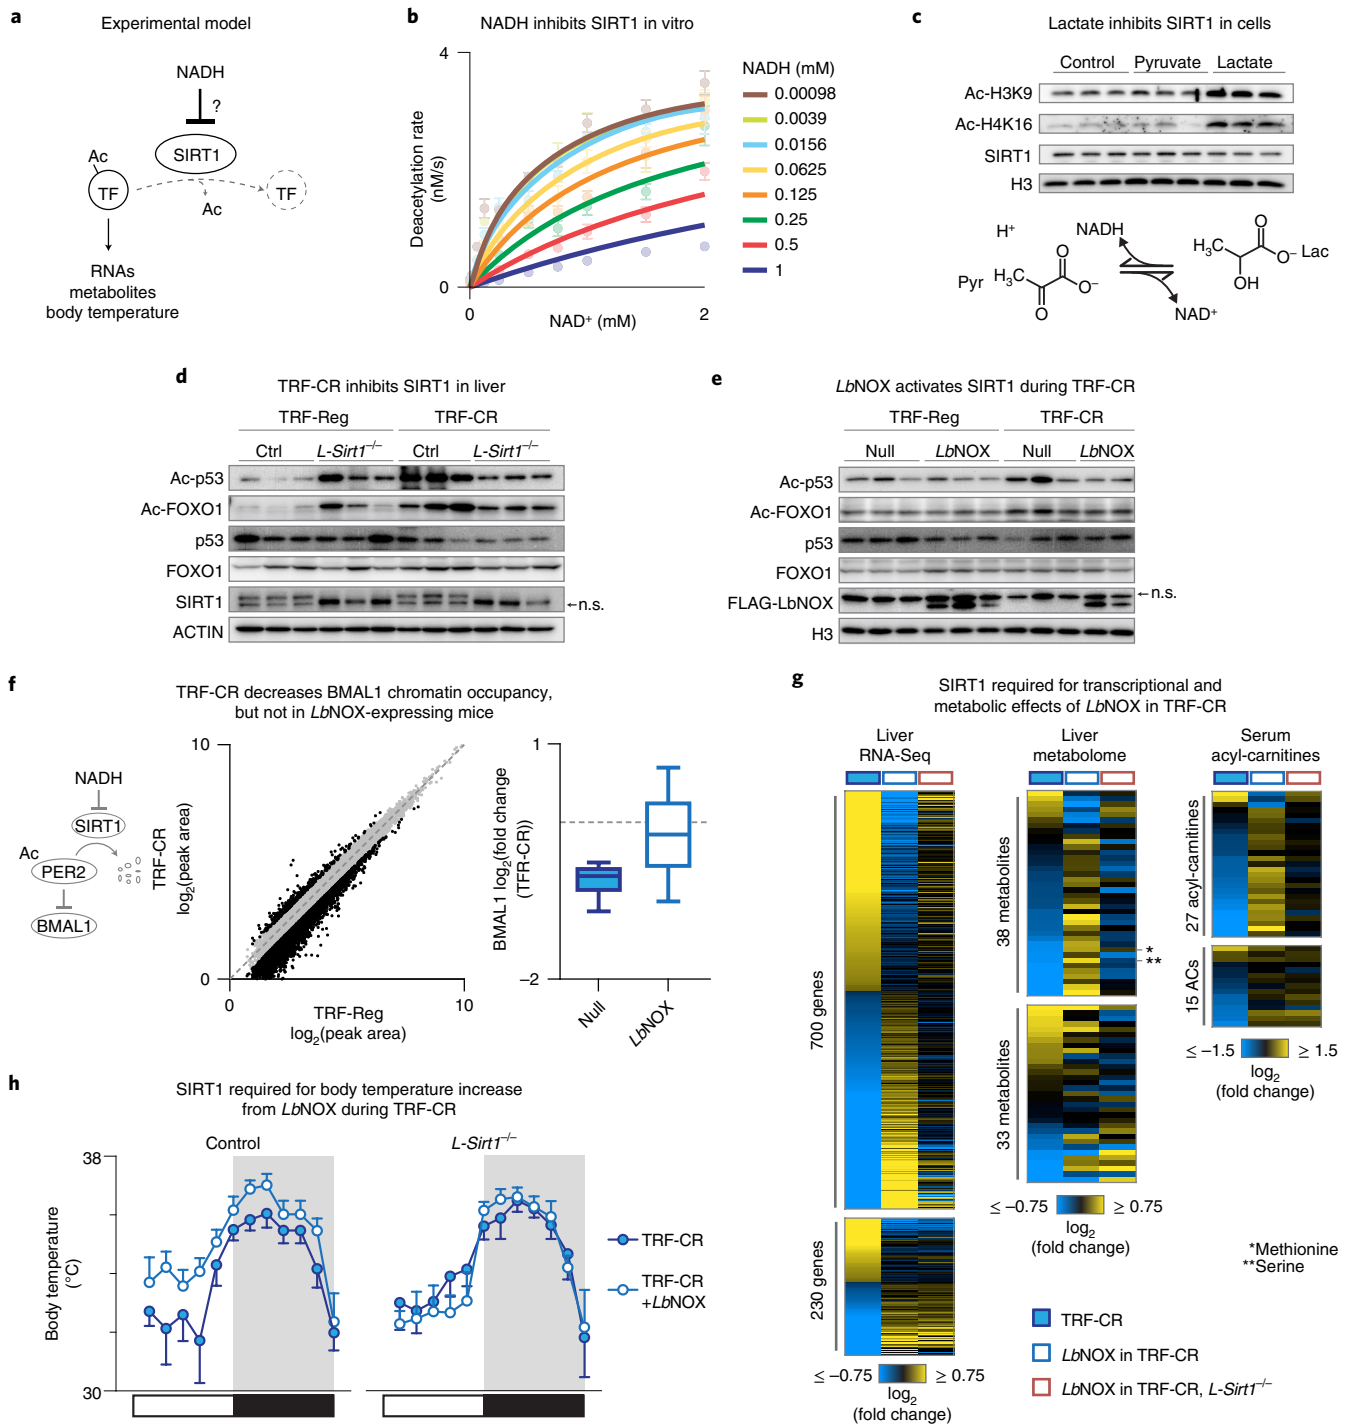 a
Experimental model
NADH
?
SIRT1
Ac
TF
TF
Ac
RNAs
metabolites
body temperature
b
NADH inhibits SIRT1 in vitro
4
0
Deacetylation rate
(nM/s)
0
2
NAD⁺ (mM)
NADH (mM)
0.00098
0.0039
0.0156
0.0625
0.125
0.25
0.5
1
c
Lactate inhibits SIRT1 in cells
Control Pyruvate Lactate
Ac-H3K9
Ac-H4K16
SIRT1
H3
H⁺
NADH
Pyr
H₃C
O
O⁻
O
NAD⁺
H₃C
O
O⁻
OH
Lac
d
TRF-CR inhibits SIRT1 in liver
TRF-Reg TRF-CR
Ctrl L-Sirt1⁻/⁻ Ctrl L-Sirt1⁻/⁻
Ac-p53
Ac-FOXO1
p53
FOXO1
SIRT1
←n.s.
ACTIN
e
LbNOX activates SIRT1 during TRF-CR
TRF-Reg TRF-CR
Null LbNOX Null LbNOX
Ac-p53
Ac-FOXO1
p53
FOXO1
FLAG-LbNOX
←n.s.
H3
f
TRF-CR decreases BMAL1 chromatin occupancy,
but not in LbNOX-expressing mice
NADH
SIRT1
Ac
PER2
BMAL1
TRF-CR
log₂(peak area)
10
0
0
10
TRF-Reg
log₂(peak area)
BMAL1 log₂(fold change
(TFR-CR))
1
−2
Null
LbNOX
g
SIRT1 required for transcriptional and
metabolic effects of LbNOX in TRF-CR
Liver
RNA-Seq
700 genes
230 genes
≤ −0.75 ≥ 0.75
log₂
(fold change)
Liver
metabolome
38 metabolites
*
**
33 metabolites
≤ −0.75 ≥ 0.75
log₂
(fold change)
Serum
acyl-carnitines
27 acyl-carnitines
15 ACs
≤ −1.5 ≥ 1.5
log₂
(fold change)
*Methionine
**Serine
TRF-CR
LbNOX in TRF-CR
LbNOX in TRF-CR, L-Sirt1⁻/⁻
h
SIRT1 required for body temperature increase
from LbNOX during TRF-CR
Control
L-Sirt1⁻/⁻
38
30
Body temperature
(°C)
TRF-CR
TRF-CR
+LbNOX